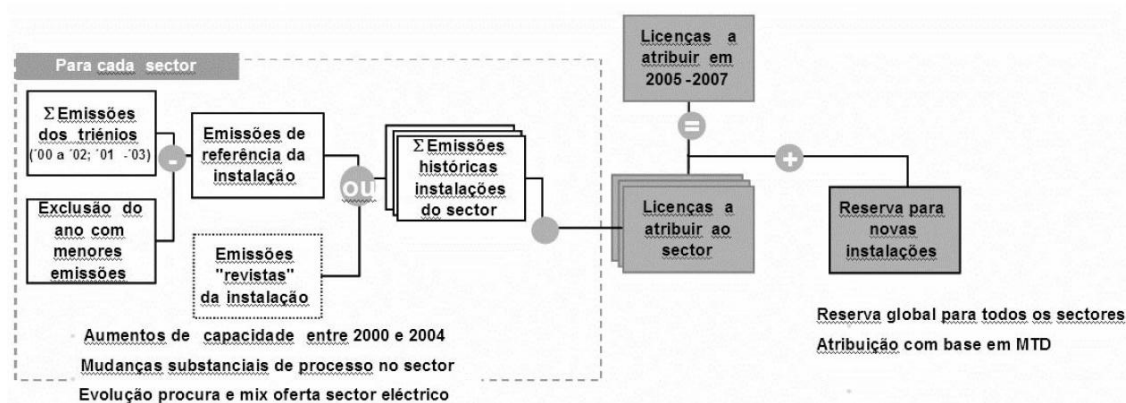 Para cada sector
Σ Emissões
dos triénios
(´00 a ´02; ´01 -´03)
-
Exclusão do
ano com
menores
emissões
Emissões de
referência da
instalação
ou
Emissões
"revistas"
da instalação
Σ Emissões
históricas
instalações
do sector
Licenças a
atribuir em
2005 -2007
=
+
Licenças a
atribuir ao
sector
Reserva para
novas
instalações
Aumentos de capacidade entre 2000 e 2004
Mudanças substanciais de processo no sector
Evolução procura e mix oferta sector eléctrico
Reserva global para todos os sectores
Atribuição com base em MTD